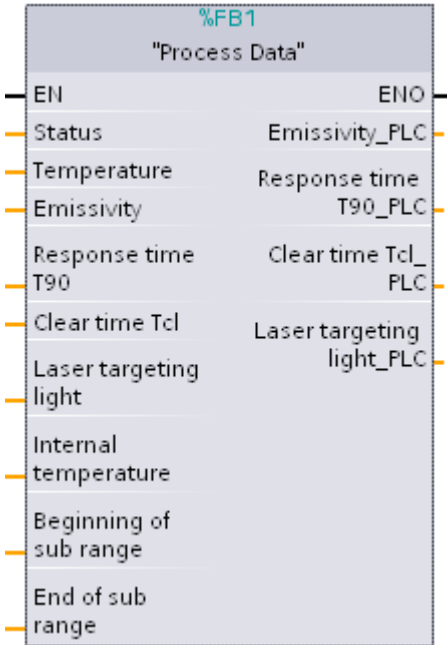 %FB1
"Process Data"
EN
ENO
Status
Emissivity_PLC
Temperature
Response time
T90_PLC
Emissivity
Response time
T90
Clear time Tcl_
PLC
Clear time Tcl
Laser targeting
light_PLC
Laser targeting
light
Internal
temperature
Beginning of
sub range
End of sub
range